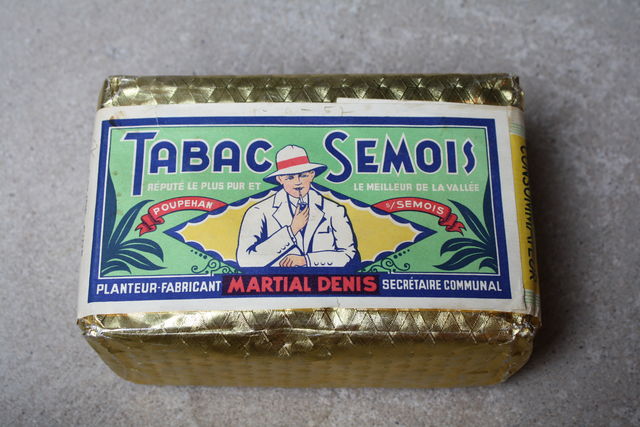 TABAC SEMOIS
RÉPUTÉ LE PLUS PUR ET LE MEILLEUR DE LA VALLÉE
POUPEHAN S/SEMOIS
PLANTEUR-FABRICANT MARTIAL DENIS SECRÉTAIRE COMMUNAL